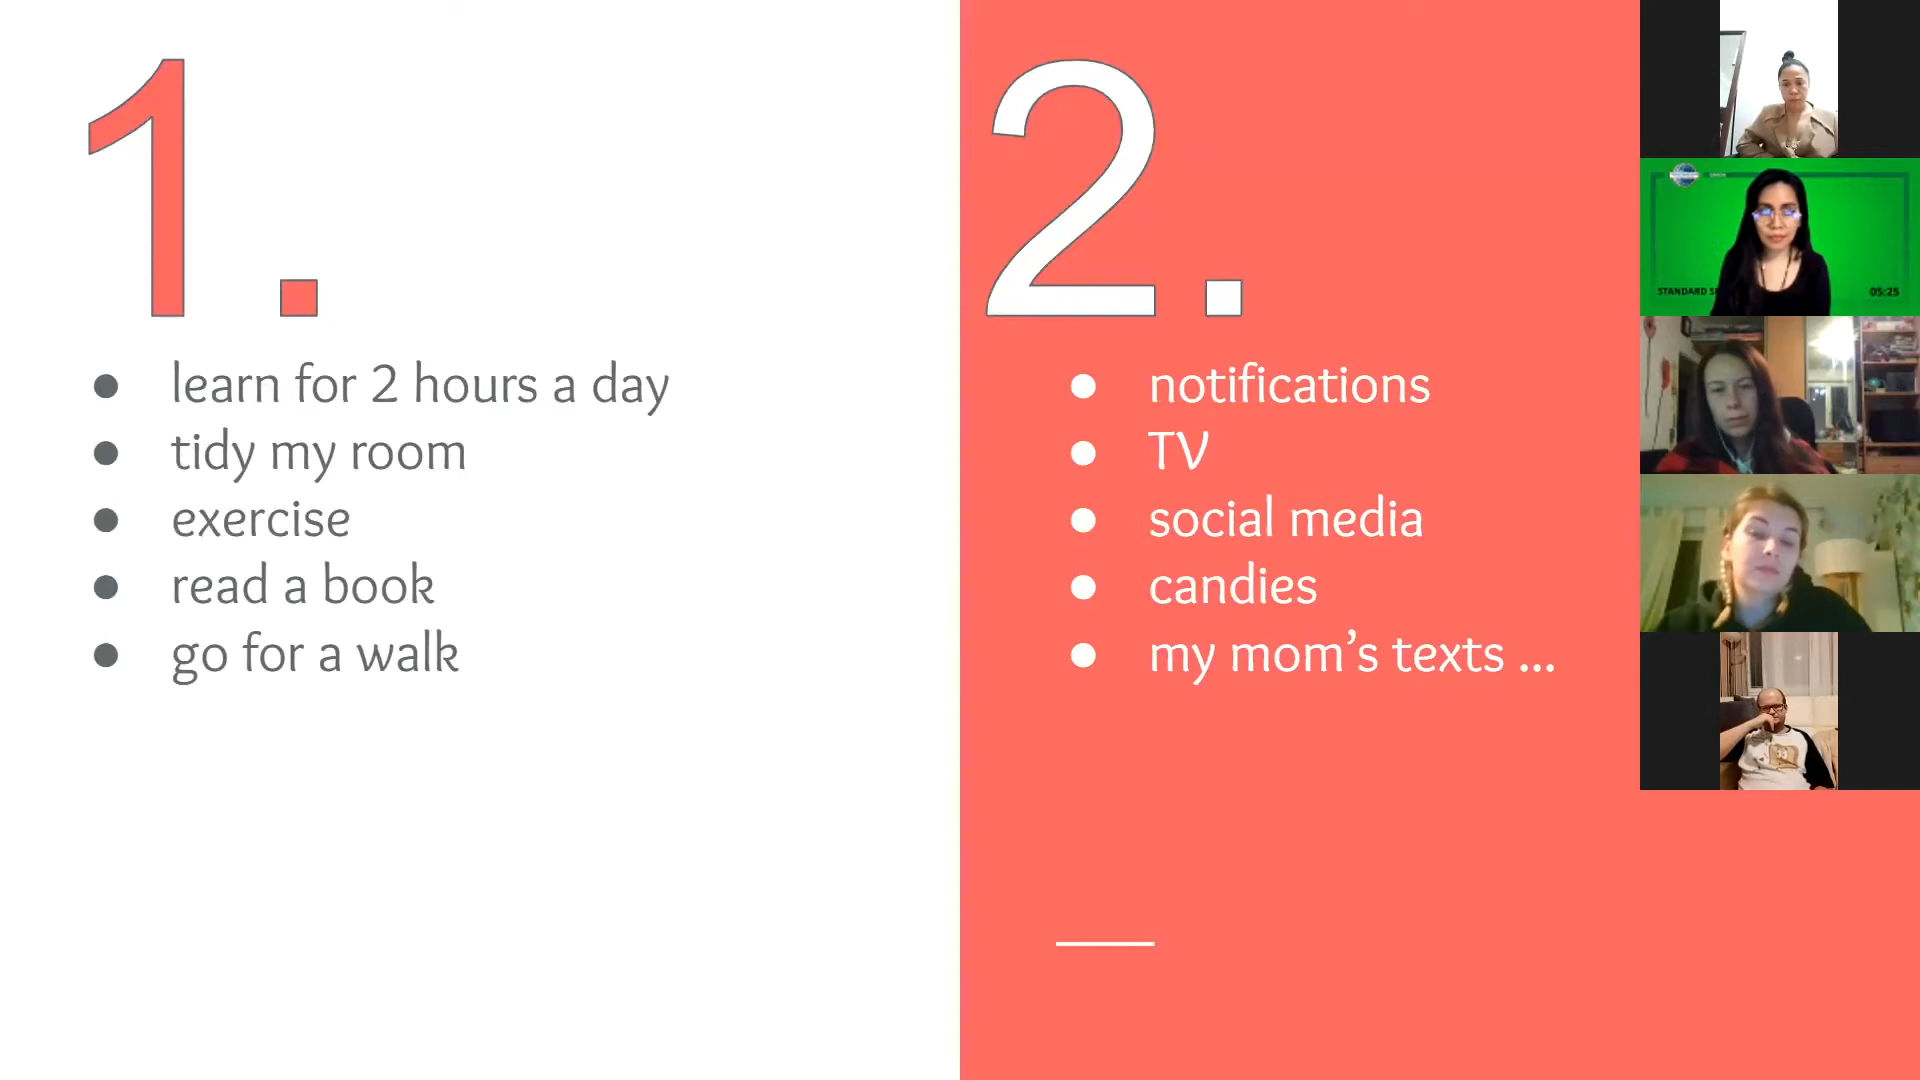 1.
learn for 2 hours a day
tidy my room
exercise
read a book
go for a walk
2.
notifications
TV
social media
candies
my mom’s texts ...
STANDARD
05:25